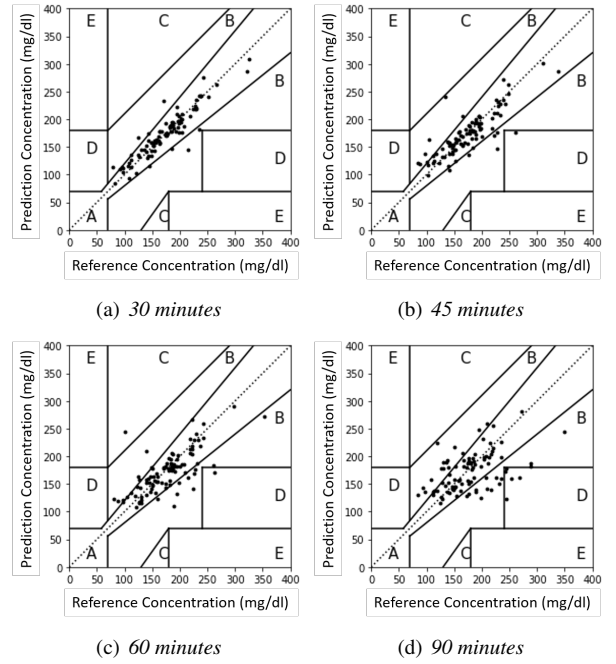 Prediction Concentration (mg/dl)
400
350
300
250
200
150
100
50
0
E
C
B
B
D
D
A
C
E
0 50 100 150 200 250 300 350 400
Reference Concentration (mg/dl)
(a) 30 minutes
Prediction Concentration (mg/dl)
400
350
300
250
200
150
100
50
0
E
C
B
B
D
D
A
C
E
0 50 100 150 200 250 300 350 400
Reference Concentration (mg/dl)
(b) 45 minutes
Prediction Concentration (mg/dl)
400
350
300
250
200
150
100
50
0
E
C
B
B
D
D
A
C
E
0 50 100 150 200 250 300 350 400
Reference Concentration (mg/dl)
(c) 60 minutes
Prediction Concentration (mg/dl)
400
350
300
250
200
150
100
50
0
E
C
B
B
D
D
A
C
E
0 50 100 150 200 250 300 350 400
Reference Concentration (mg/dl)
(d) 90 minutes